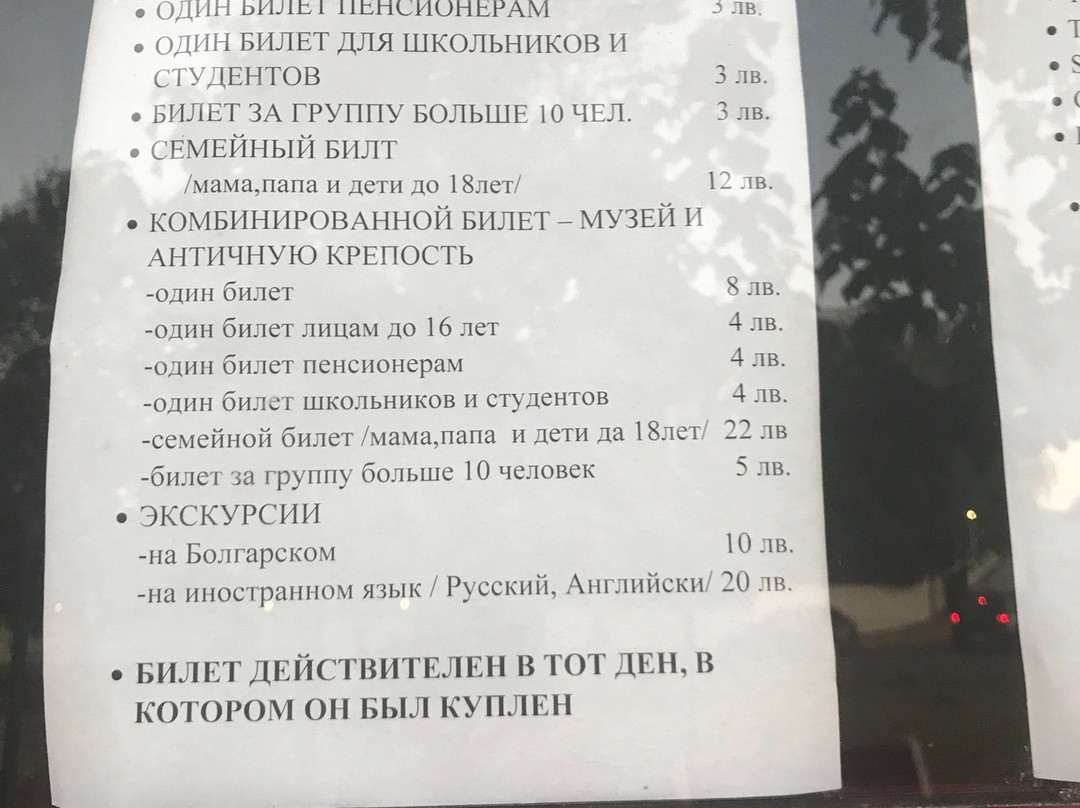 • ОДИН БИЛЕТ ПЕНСИОНЕРАМ 3 лв.
• ОДИН БИЛЕТ ДЛЯ ШКОЛЬНИКОВ И
СТУДЕНТОВ 3 лв.
• БИЛЕТ ЗА ГРУППУ БОЛЬШЕ 10 ЧЕЛ. 3 лв.
• СЕМЕЙНЫЙ БИЛТ
/мама,папа и дети до 18лет/ 12 лв.
• КОМБИНИРОВАННОЙ БИЛЕТ – МУЗЕЙ И
АНТИЧНУЮ КРЕПОСТЬ
-один билет 8 лв.
-один билет лицам до 16 лет 4 лв.
-один билет пенсионерам 4 лв.
-один билет школьников и студентов 4 лв.
-семейной билет /мама,папа и дети да 18лет/ 22 лв
-билет за группу больше 10 человек 5 лв.
• ЭКСКУРСИИ
-на Болгарском 10 лв.
-на иностранном язык / Русский, Английски/ 20 лв.
• БИЛЕТ ДЕЙСТВИТЕЛЕН В ТОТ ДЕН, В
КОТОРОМ ОН БЫЛ КУПЛЕН